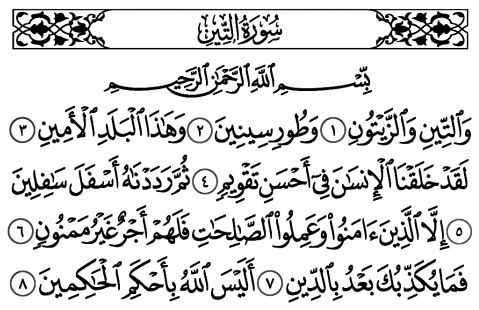 سُورَةُ التِّينِ
بِسْمِ ٱللَّهِ ٱلرَّحْمَٰنِ ٱلرَّحِيمِ
وَٱلتِّينِ وَٱلزَّيْتُونِ ١ وَطُورِ سِينِينَ ٢ وَهَٰذَا ٱلْبَلَدِ ٱلْأَمِينِ ٣
لَقَدْ خَلَقْنَا ٱلْإِنسَٰنَ فِىٓ أَحْسَنِ تَقْوِيمٍ ٤ ثُمَّ رَدَدْنَٰهُ أَسْفَلَ سَٰفِلِينَ
٥ إِلَّا ٱلَّذِينَ ءَامَنُوا۟ وَعَمِلُوا۟ ٱلصَّٰلِحَٰتِ فَلَهُمْ أَجْرٌ غَيْرُ مَمْنُونٍ ٦
فَمَا يُكَذِّبُكَ بَعْدُ بِٱلدِّينِ ٧ أَلَيْسَ ٱللَّهُ بِأَحْكَمِ ٱلْحَٰكِمِينَ ٨